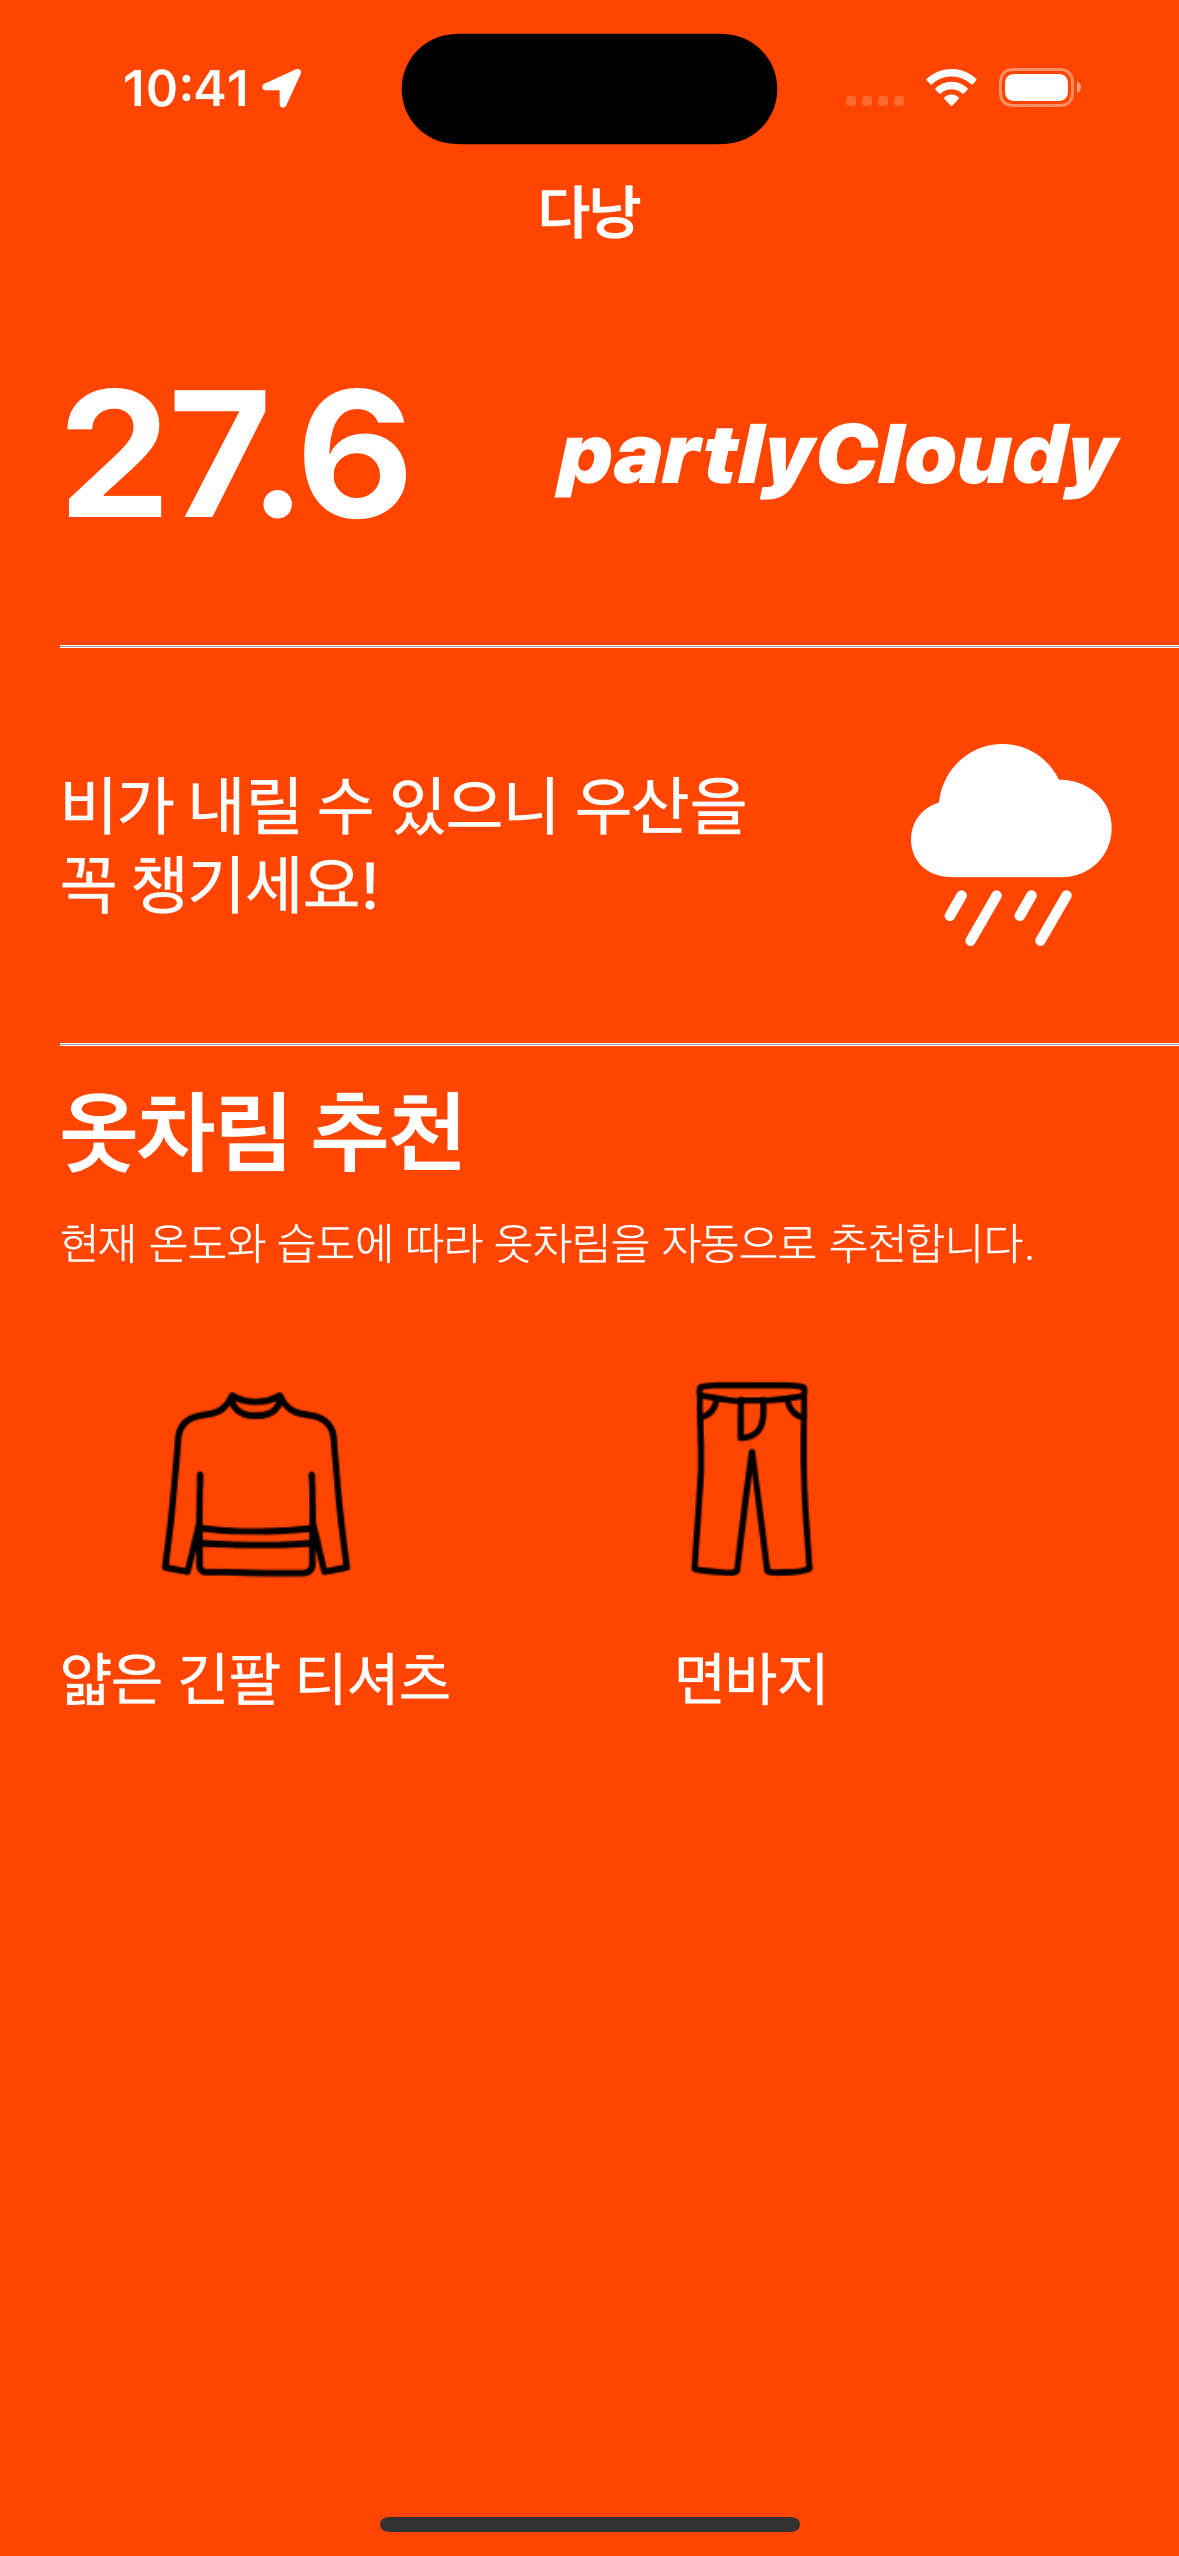 10:41
다낭
27.6
partlyCloudy
비가 내릴 수 있으니 우산을
꼭 챙기세요!
옷차림 추천
현재 온도와 습도에 따라 옷차림을 자동으로 추천합니다.
얇은 긴팔 티셔츠
면바지